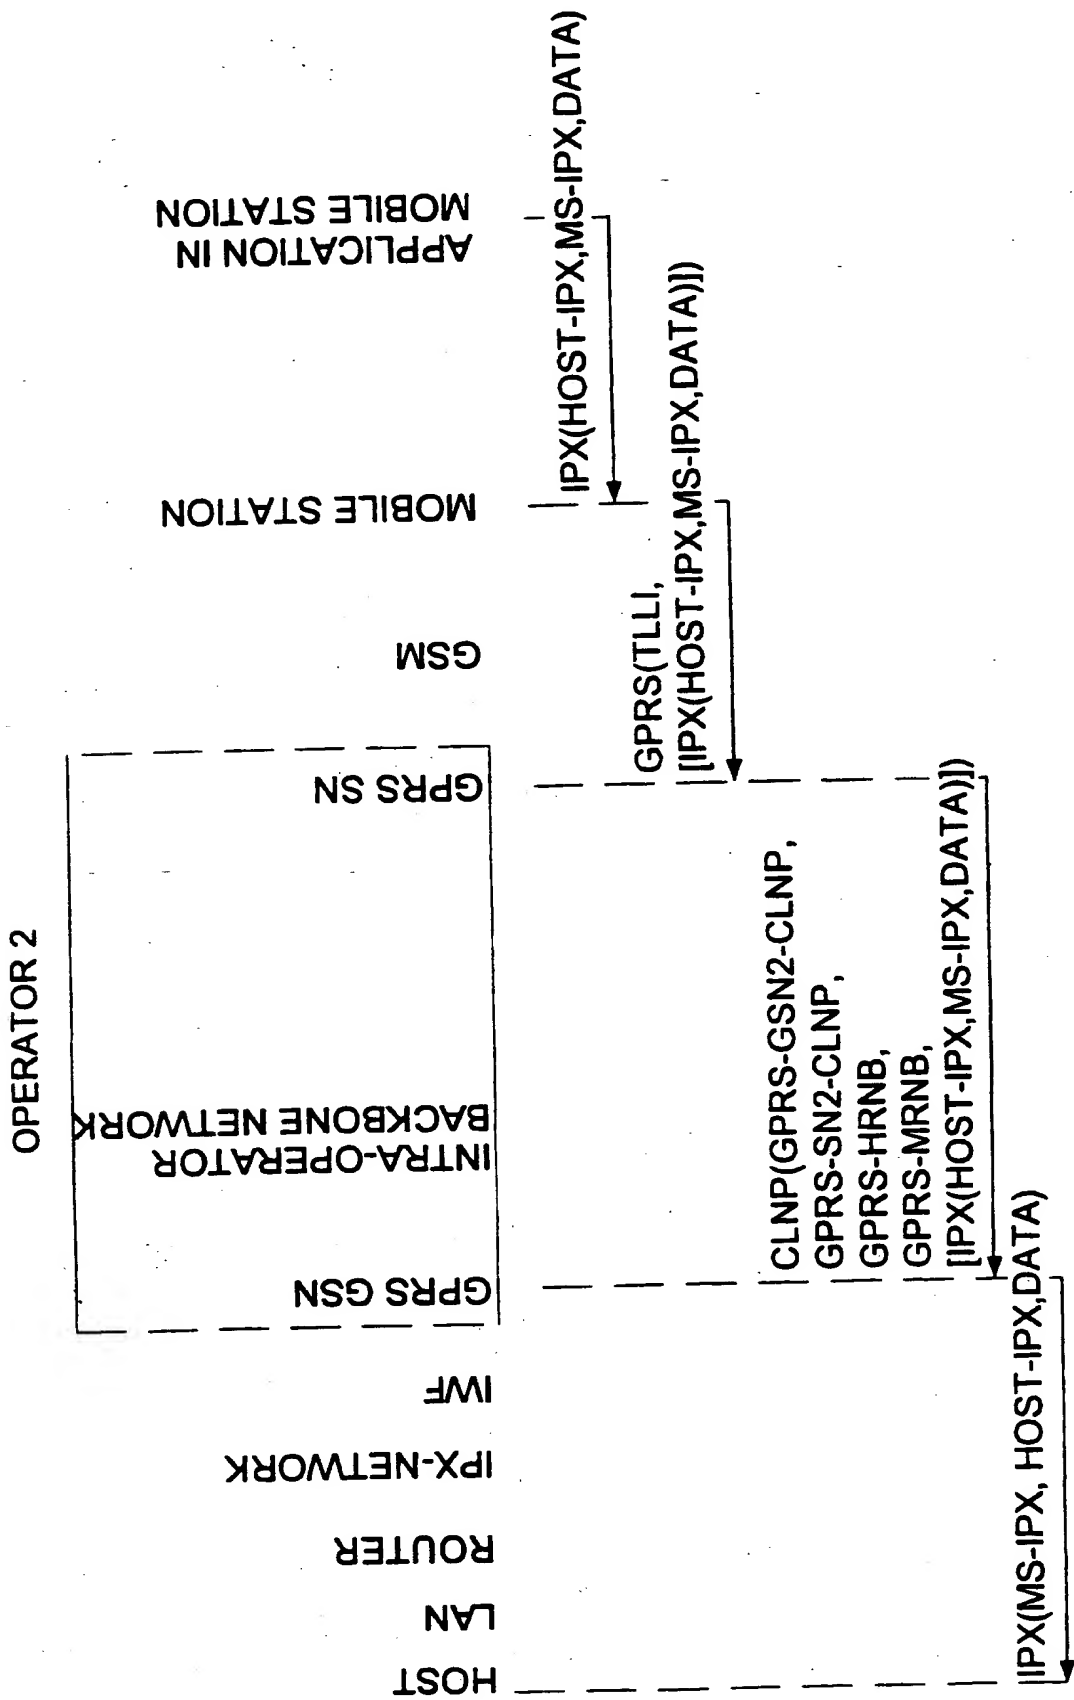 OPERATOR 2
HOST
LAN
ROUTER
IPX-NETWORK
IWF
GPRS GSN
INTRA-OPERATOR
BACKBONE NETWORK
GPRS SN
GSM
MOBILE STATION
APPLICATION IN
MOBILE STATION
IPX(HOST-IPX,MS-IPX,DATA)
GPRS(TLLI,
[IPX(HOST-IPX,MS-IPX,DATA)])
CLNP(GPRS-GSN2-CLNP,
GPRS-SN2-CLNP,
GPRS-HRNB,
GPRS-MRNB,
[IPX(HOST-IPX,MS-IPX,DATA)])
IPX(MS-IPX, HOST-IPX,DATA)